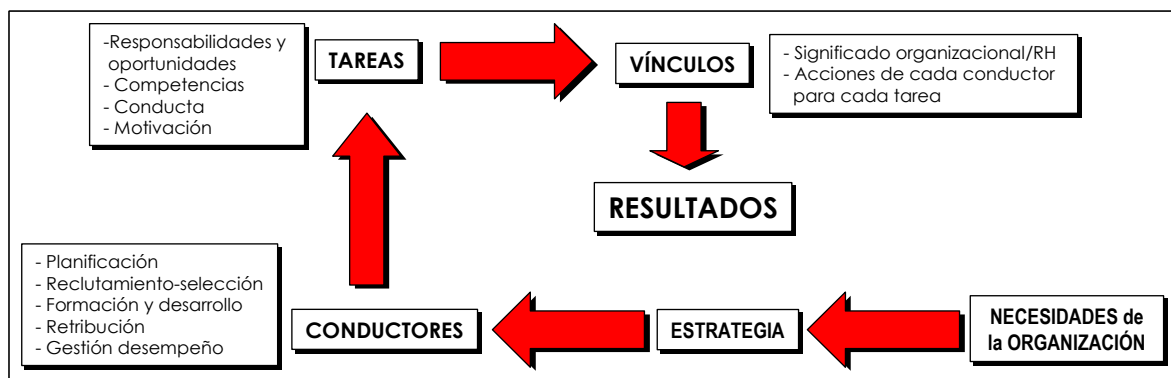 -Responsabilidades y
oportunidades
- Competencias
- Conducta
- Motivación
TAREAS
VÍNCULOS
- Significado organizacional/RH
- Acciones de cada conductor
para cada tarea
RESULTADOS
- Planificación
- Reclutamiento-selección
- Formación y desarrollo
- Retribución
- Gestión desempeño
CONDUCTORES
ESTRATEGIA
NECESIDADES de
la ORGANIZACIÓN